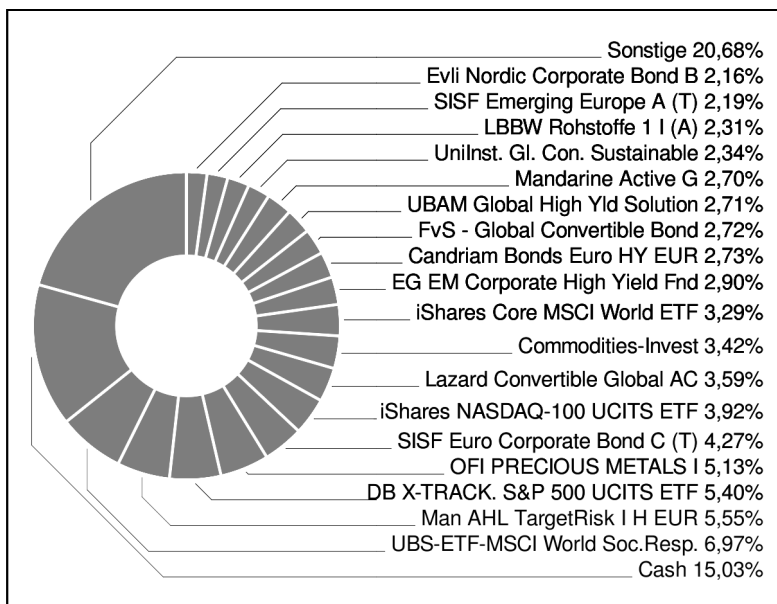 Sonstige 20,68%
Evli Nordic Corporate Bond B 2,16%
SISF Emerging Europe A (T) 2,19%
LBBW Rohstoffe 1 I (A) 2,31%
UniInst. Gl. Con. Sustainable 2,34%
Mandarine Active G 2,70%
UBAM Global High Yld Solution 2,71%
FvS - Global Convertible Bond 2,72%
Candriam Bonds Euro HY EUR 2,73%
EG EM Corporate High Yield Fnd 2,90%
iShares Core MSCI World ETF 3,29%
Commodities-Invest 3,42%
Lazard Convertible Global AC 3,59%
iShares NASDAQ-100 UCITS ETF 3,92%
SISF Euro Corporate Bond C (T) 4,27%
OFI PRECIOUS METALS I 5,13%
DB X-TRACK. S&P 500 UCITS ETF 5,40%
Man AHL TargetRisk I H EUR 5,55%
UBS-ETF-MSCI World Soc.Resp. 6,97%
Cash 15,03%